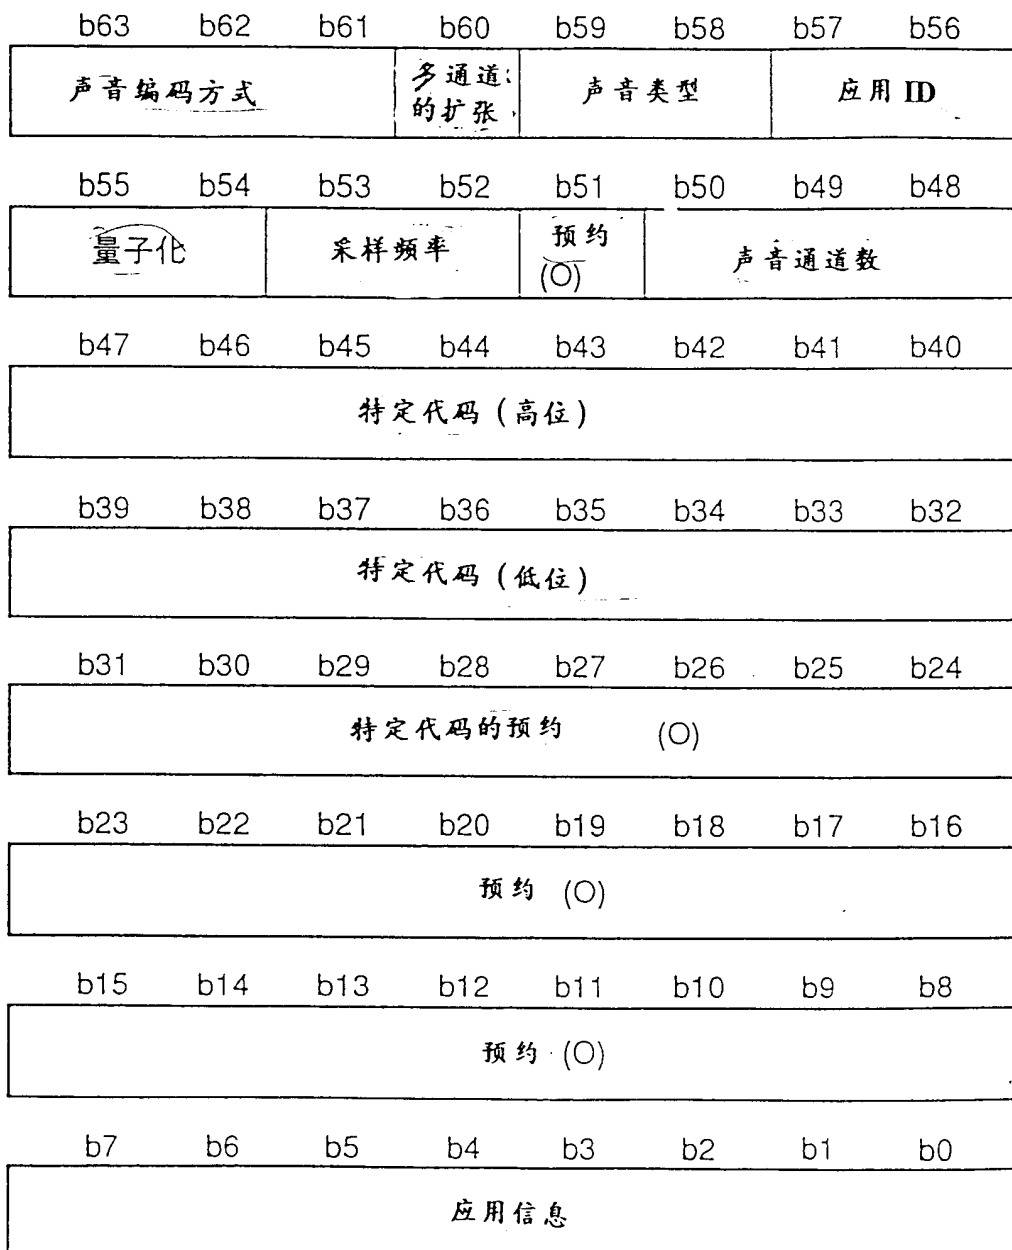 b63 b62 b61 b60 b59 b58 b57 b56
声音编码方式 多通道的扩张 声音类型 应用 ID
b55 b54 b53 b52 b51 b50 b49 b48
量子化 采样频率 预约 (O) 声音通道数
b47 b46 b45 b44 b43 b42 b41 b40
特定代码 (高位)
b39 b38 b37 b36 b35 b34 b33 b32
特定代码 (低位)
b31 b30 b29 b28 b27 b26 b25 b24
特定代码的预约 (O)
b23 b22 b21 b20 b19 b18 b17 b16
预约 (O)
b15 b14 b13 b12 b11 b10 b9 b8
预约 (O)
b7 b6 b5 b4 b3 b2 b1 b0
应用信息